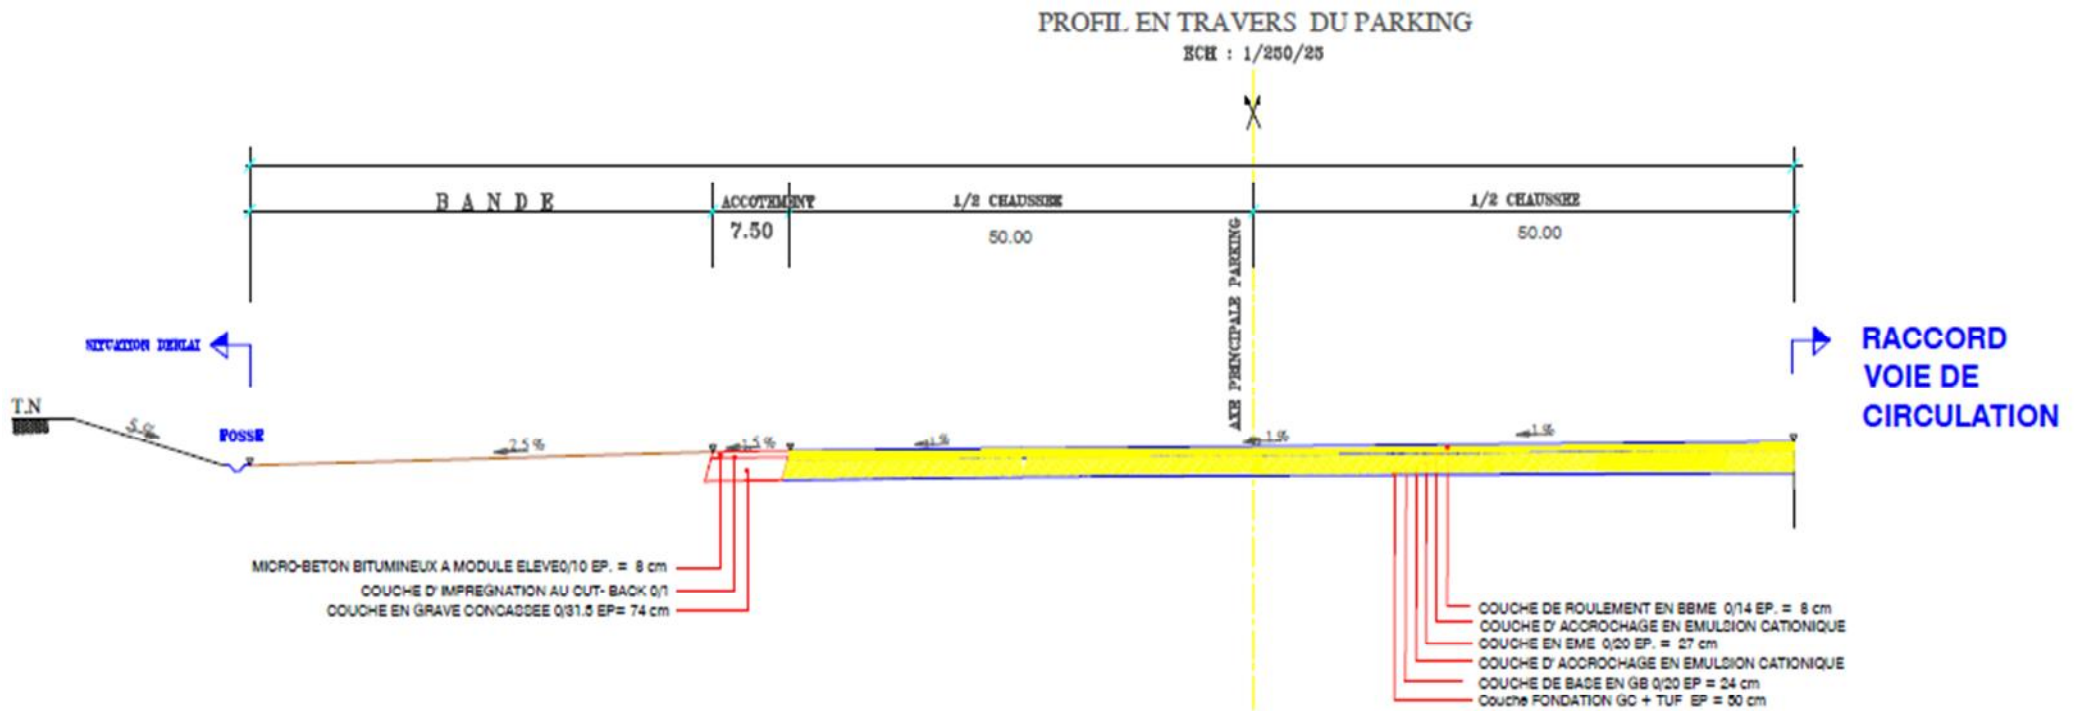 PROFIL EN TRAVERS DU PARKING
ECH : 1/250/25
B A N D E
ACCOTEMENT
1/2 CHAUSSEE
1/2 CHAUSSEE
7.50
50.00
50.00
AXE PRINCIPALE PARKING
SITUATION DEBLAI
RACCORD
VOIE DE
CIRCULATION
T.N
FOSSE
5 %
2.5 %
1.5 %
1%
1%
1%
MICRO-BETON BITUMINEUX A MODULE ELEVE0/10 EP. = 8 cm
COUCHE D' IMPREGNATION AU CUT- BACK 0/1
COUCHE EN GRAVE CONCASSEE 0/31.5 EP= 74 cm
COUCHE DE ROULEMENT EN BBME 0/14 EP. = 8 cm
COUCHE D' ACCROCHAGE EN EMULSION CATIONIQUE
COUCHE EN EME 0/20 EP. = 27 cm
COUCHE D' ACCROCHAGE EN EMULSION CATIONIQUE
COUCHE DE BASE EN GB 0/20 EP = 24 cm
Couche FONDATION GC + TUF EP = 50 cm